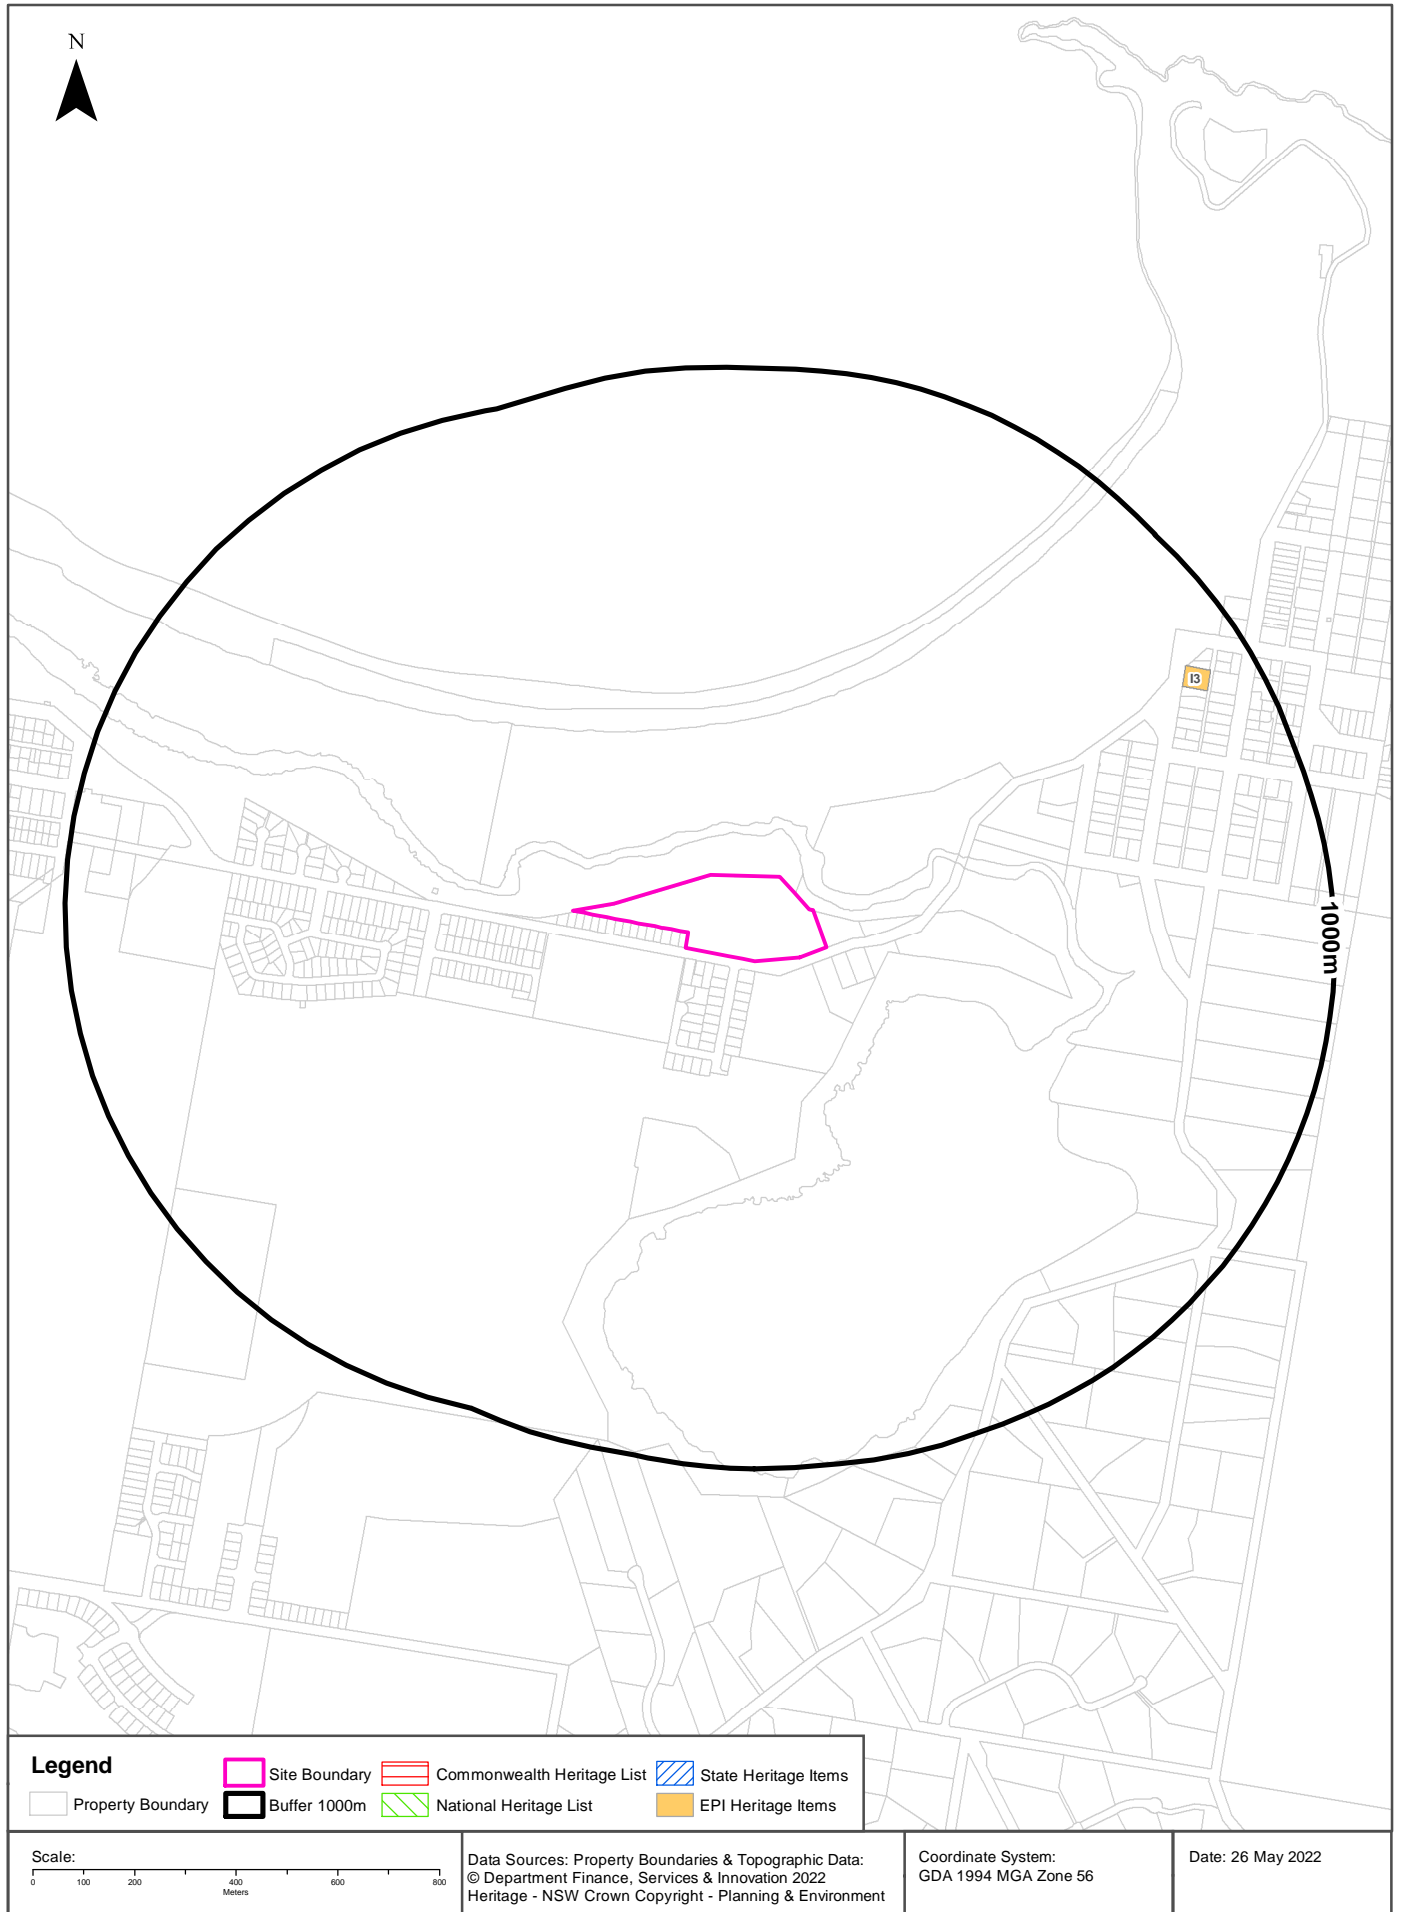 N
I3
1000m
Legend
Property Boundary
Site Boundary
Buffer 1000m
Commonwealth Heritage List
National Heritage List
State Heritage Items
EPI Heritage Items
Scale:
0 100 200 400 600 800
Meters
Data Sources: Property Boundaries & Topographic Data:
© Department Finance, Services & Innovation 2022
Heritage - NSW Crown Copyright - Planning & Environment
Coordinate System:
GDA 1994 MGA Zone 56
Date: 26 May 2022